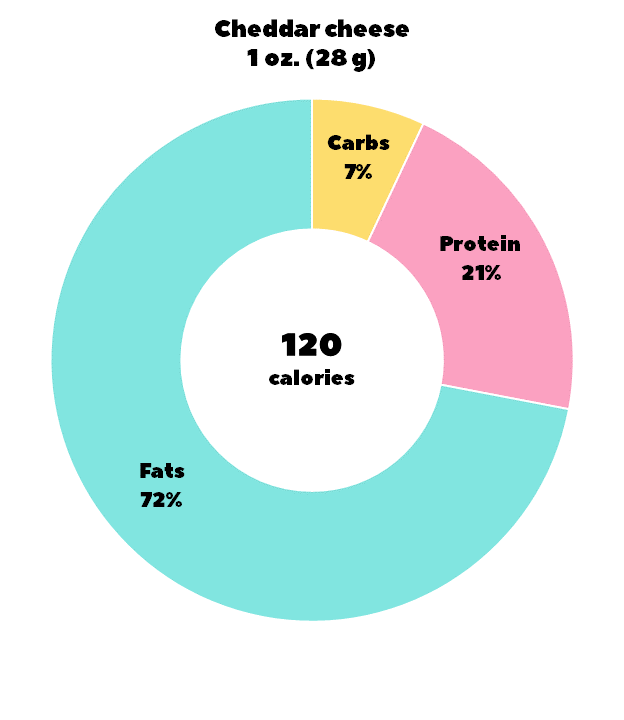 Cheddar cheese
1 oz. (28 g)
Carbs
7%
Protein
21%
120
calories
Fats
72%